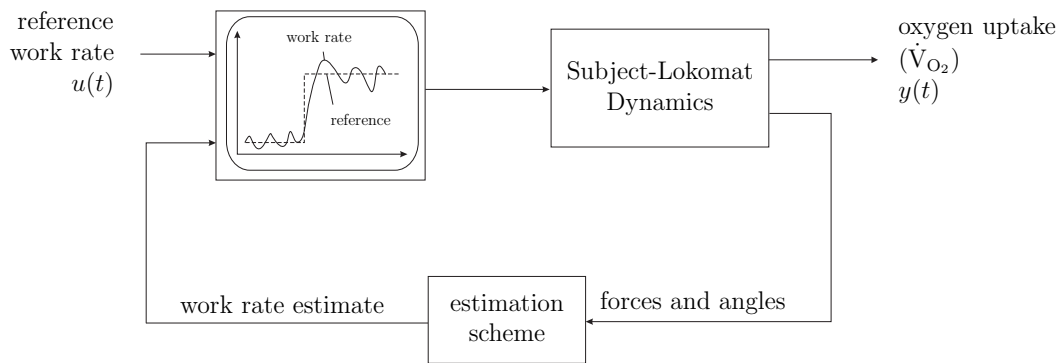 reference
work rate
u(t)
work rate
reference
Subject-Lokomat
Dynamics
oxygen uptake
(V̇O₂)
y(t)
work rate estimate
estimation
scheme
forces and angles